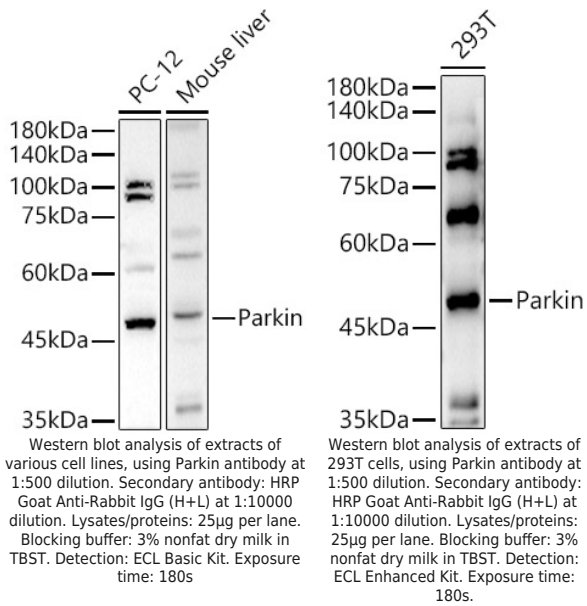 PC-12
Mouse liver
180kDa
140kDa
100kDa
75kDa
60kDa
45kDa
35kDa
Parkin
Western blot analysis of extracts of
various cell lines, using Parkin antibody at
1:500 dilution. Secondary antibody: HRP
Goat Anti-Rabbit IgG (H+L) at 1:10000
dilution. Lysates/proteins: 25µg per lane.
Blocking buffer: 3% nonfat dry milk in
TBST. Detection: ECL Basic Kit. Exposure
time: 180s
293T
180kDa
140kDa
100kDa
75kDa
60kDa
45kDa
35kDa
Parkin
Western blot analysis of extracts of
293T cells, using Parkin antibody at
1:500 dilution. Secondary antibody:
HRP Goat Anti-Rabbit IgG (H+L) at
1:10000 dilution. Lysates/proteins:
25µg per lane. Blocking buffer: 3%
nonfat dry milk in TBST. Detection:
ECL Enhanced Kit. Exposure time:
180s.